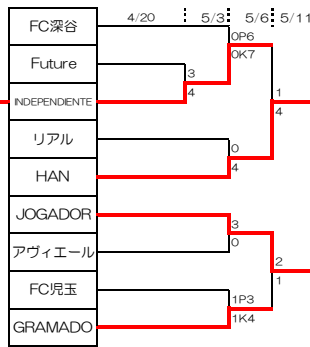 4/20 5/3 5/6 5/11
FC深谷
0P6
Future
0K7
3
INDEPENDIENTE
4
1
4
リアル
0
HAN
4
JOGADOR
3
アヴィエール
0
2
1
FC児玉
1P3
GRAMADO
1K4